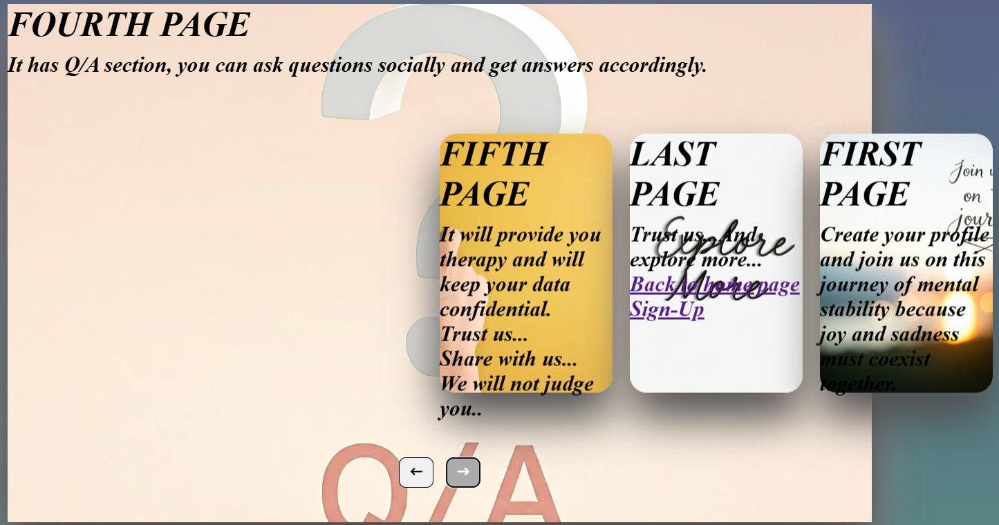 FOURTH PAGE
It has Q/A section, you can ask questions socially and get answers accordingly.
FIFTH
PAGE
It will provide you
therapy and will
keep your data
confidential.
Trust us...
Share with us...
We will not judge
you..
LAST
PAGE
Trust us... And
explore more...
Back to home page
Sign-Up
Explore
More
FIRST
PAGE
Create your profile
and join us on this
journey of mental
stability because
joy and sadness
must coexist
together.
Join
on
jour
Q/A